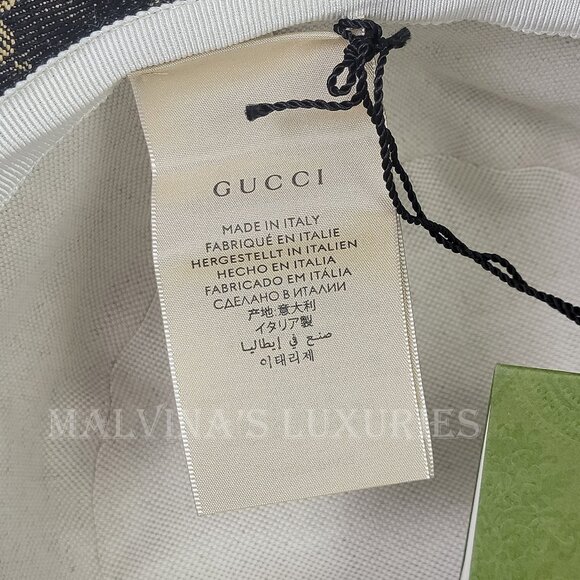 GUCCI
MADE IN ITALY
FABRIQUÉ EN ITALIE
HERGESTELLT IN ITALIEN
HECHO EN ITALIA
FABRICADO EM ITÁLIA
СДЕЛАНО В ИТАЛИИ
产地:意大利
イタリア製
صنع في إيطاليا
이태리제
MALVINA'S LUXURIES